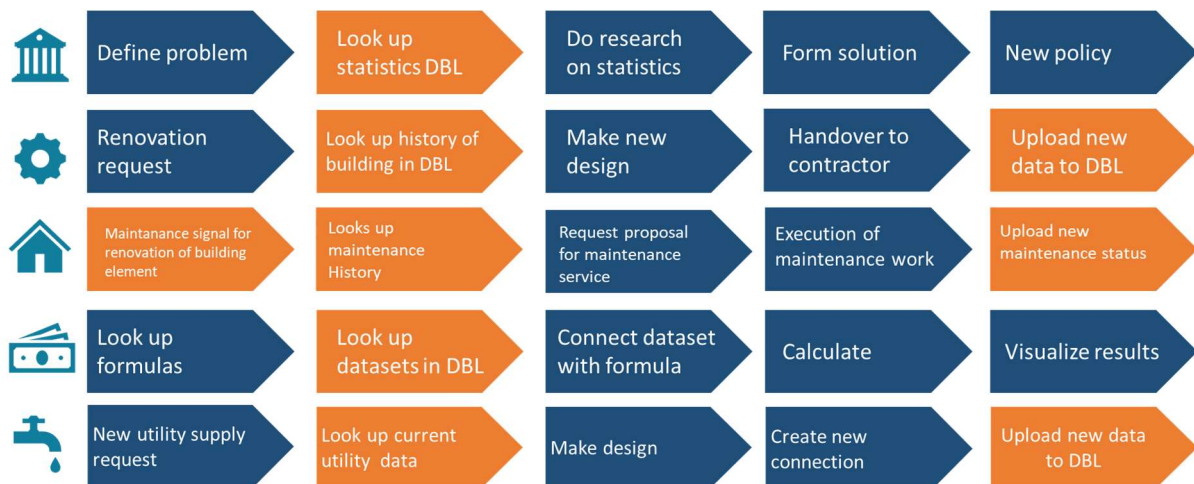 Define problem
Look up
statistics DBL
Do research
on statistics
Form solution
New policy
Renovation
request
Look up history of
building in DBL
Make new
design
Handover to
contractor
Upload new
data to DBL
Maintanance signal for
renovation of building
element
Looks up
maintenance
History
Request proposal
for maintenance
service
Execution of
maintenance work
Upload new
maintenance status
Look up
formulas
Look up
datasets in DBL
Connect dataset
with formula
Calculate
Visualize results
New utility supply
request
Look up current
utility data
Make design
Create new
connection
Upload new data
to DBL